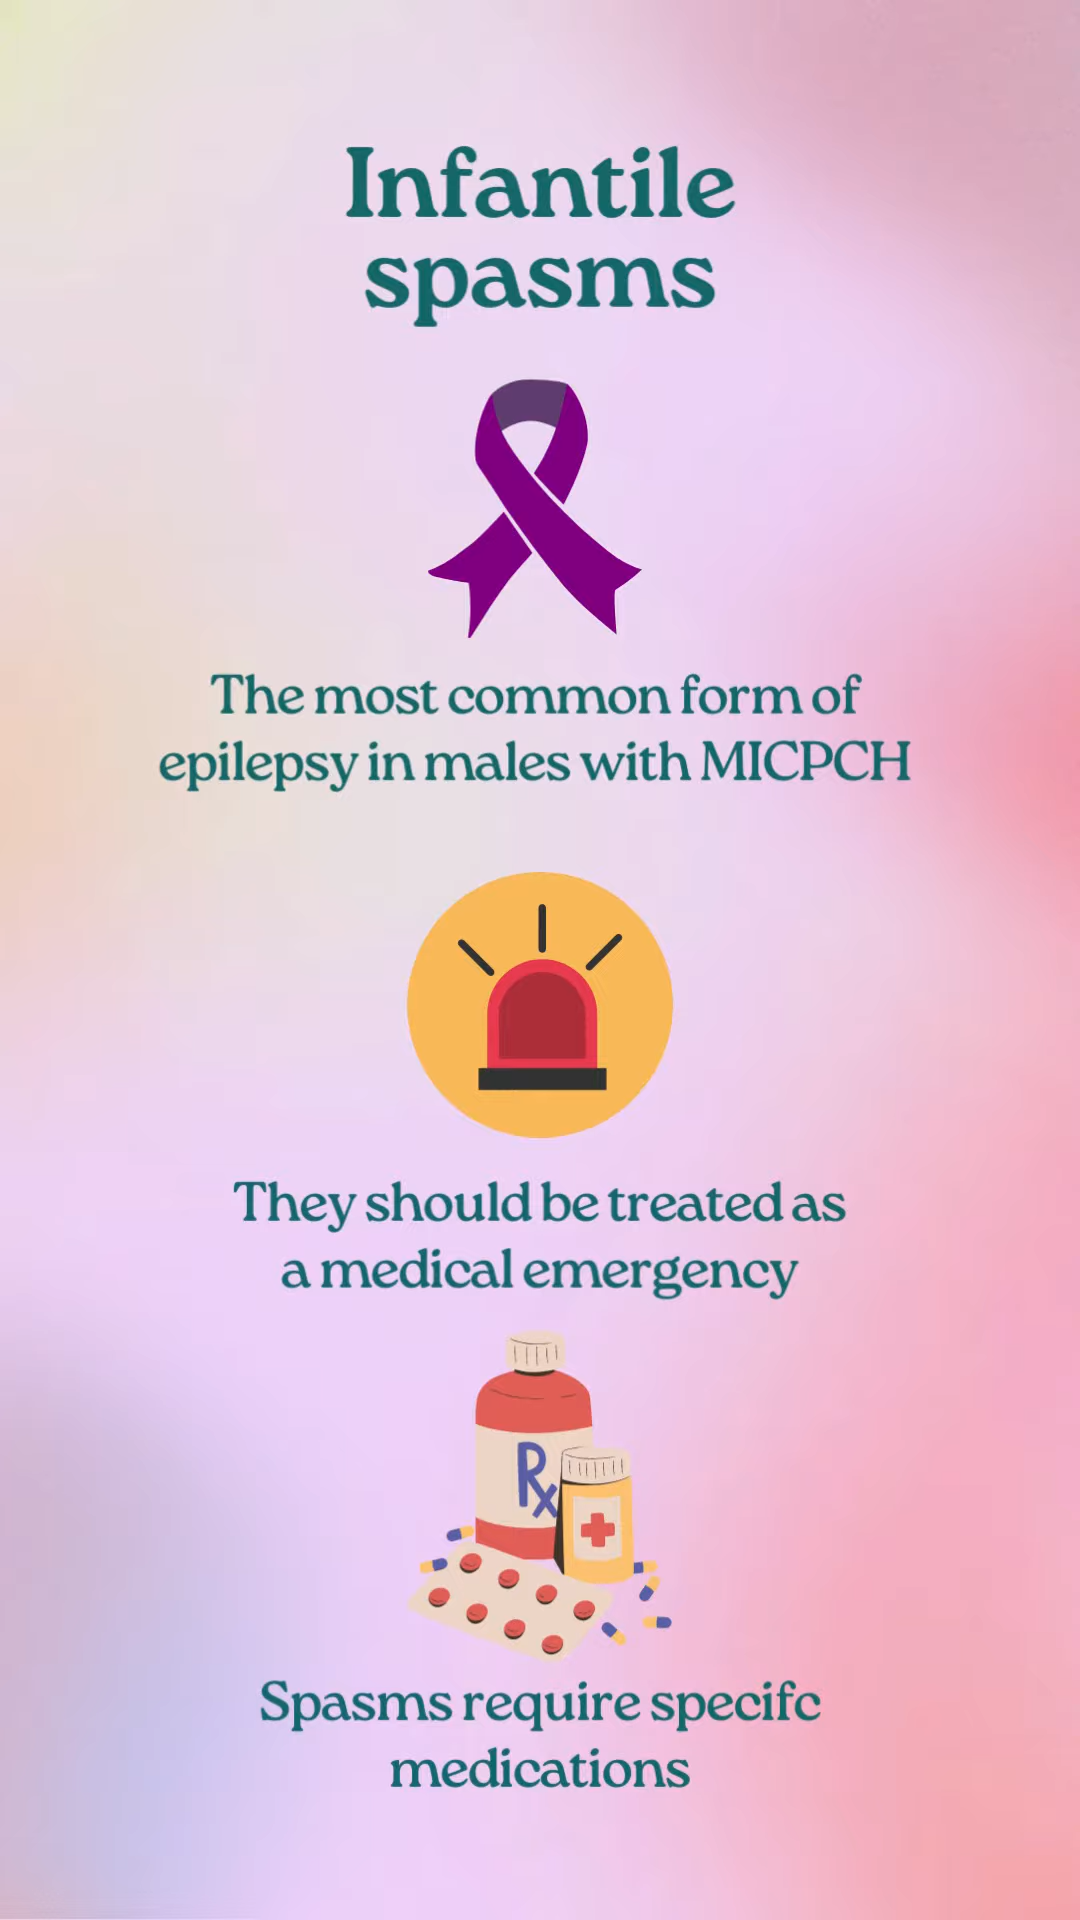 Infantile
spasms
The most common form of
epilepsy in males with MICPCH
They should be treated as
a medical emergency
Rx
Spasms require specifc
medications